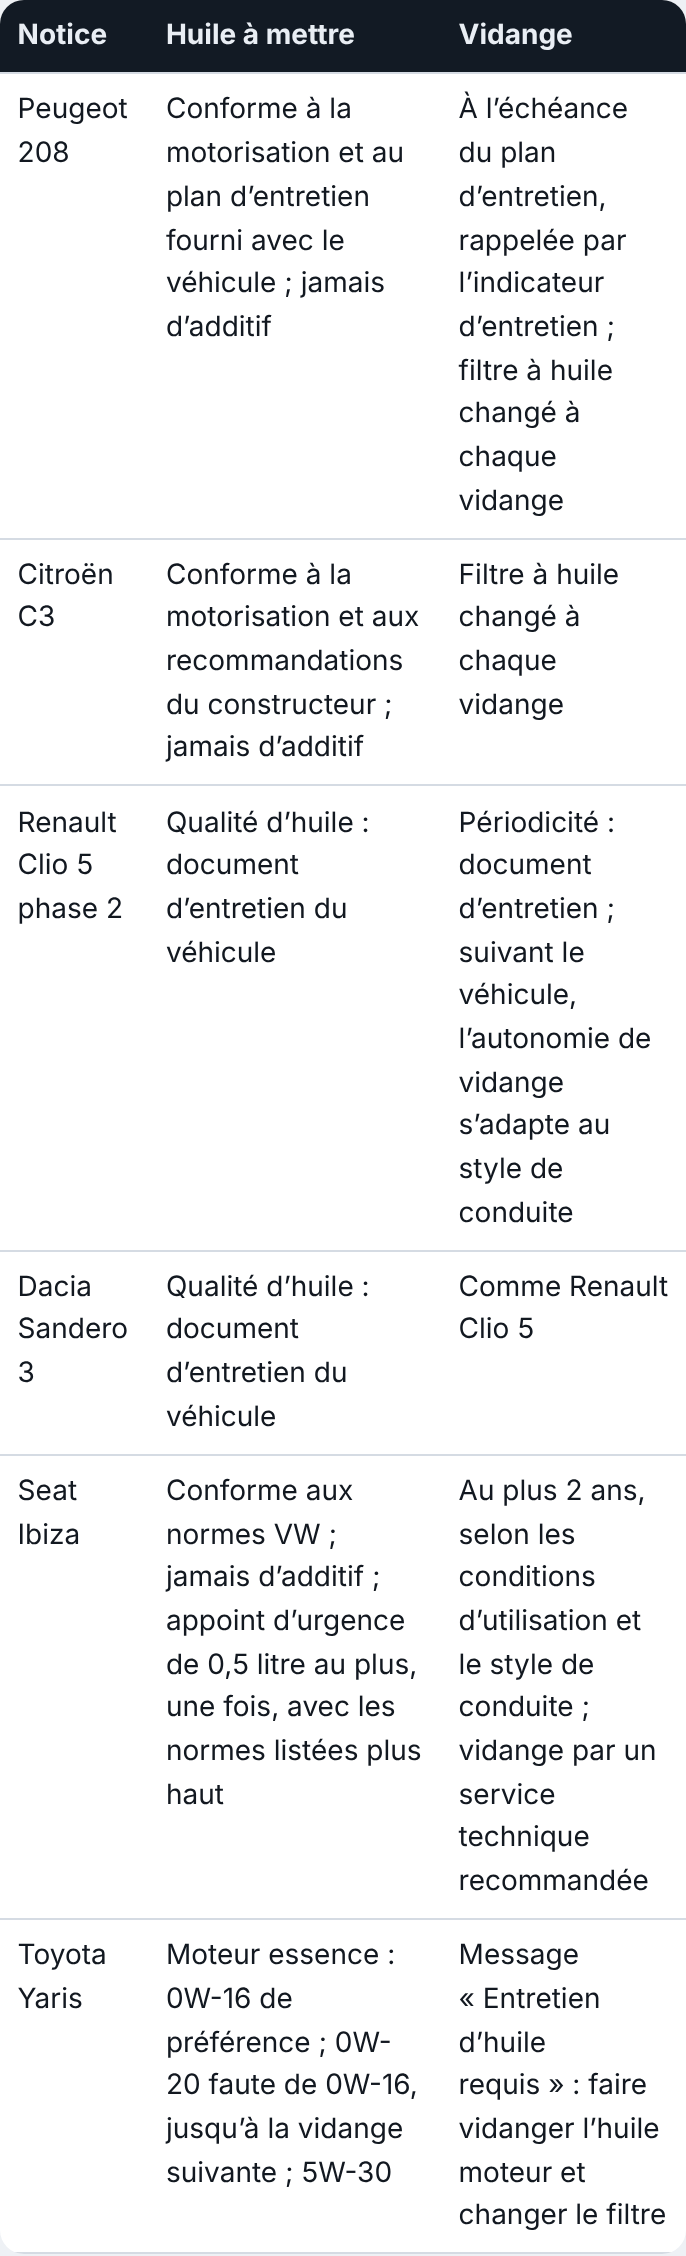 Notice Huile à mettre Vidange
Peugeot
208
Conforme à la
motorisation et au
plan d’entretien
fourni avec le
véhicule ; jamais
d’additif
À l’échéance
du plan
d’entretien,
rappelée par
l’indicateur
d’entretien ;
filtre à huile
changé à
chaque
vidange
Citroën
C3
Conforme à la
motorisation et aux
recommandations
du constructeur ;
jamais d’additif
Filtre à huile
changé à
chaque
vidange
Renault
Clio 5
phase 2
Qualité d’huile :
document
d’entretien du
véhicule
Périodicité :
document
d’entretien ;
suivant le
véhicule,
l’autonomie de
vidange
s’adapte au
style de
conduite
Dacia
Sandero
3
Qualité d’huile :
document
d’entretien du
véhicule
Comme Renault
Clio 5
Seat
Ibiza
Conforme aux
normes VW ;
jamais d’additif ;
appoint d’urgence
de 0,5 litre au plus,
une fois, avec les
normes listées plus
haut
Au plus 2 ans,
selon les
conditions
d’utilisation et
le style de
conduite ;
vidange par un
service
technique
recommandée
Toyota
Yaris
Moteur essence :
0W-16 de
préférence ; 0W-
20 faute de 0W-16,
jusqu’à la vidange
suivante ; 5W-30
Message
« Entretien
d’huile
requis » : faire
vidanger l’huile
moteur et
changer le filtre